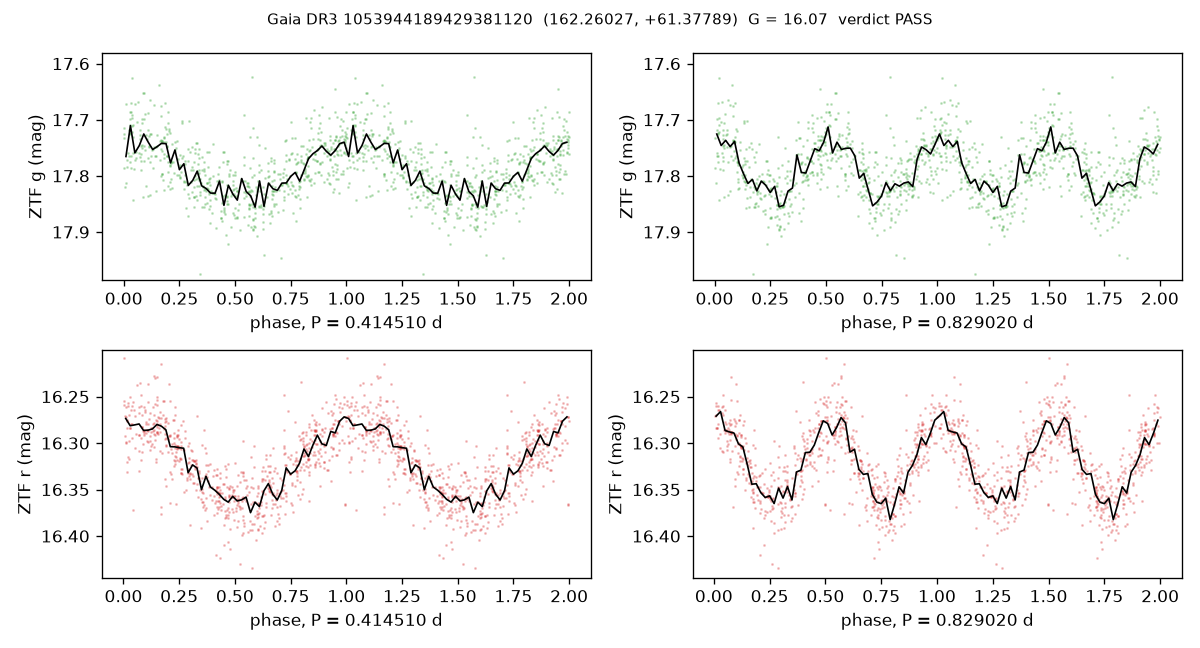 Gaia DR3 1053944189429381120 (162.26027, +61.37789) G = 16.07 verdict PASS
ZTF g (mag)
17.6
17.7
17.8
17.9
0.00 0.25 0.50 0.75 1.00 1.25 1.50 1.75 2.00
phase, P = 0.414510 d
ZTF g (mag)
17.6
17.7
17.8
17.9
0.00 0.25 0.50 0.75 1.00 1.25 1.50 1.75 2.00
phase, P = 0.829020 d
ZTF r (mag)
16.25
16.30
16.35
16.40
0.00 0.25 0.50 0.75 1.00 1.25 1.50 1.75 2.00
phase, P = 0.414510 d
ZTF r (mag)
16.25
16.30
16.35
16.40
0.00 0.25 0.50 0.75 1.00 1.25 1.50 1.75 2.00
phase, P = 0.829020 d